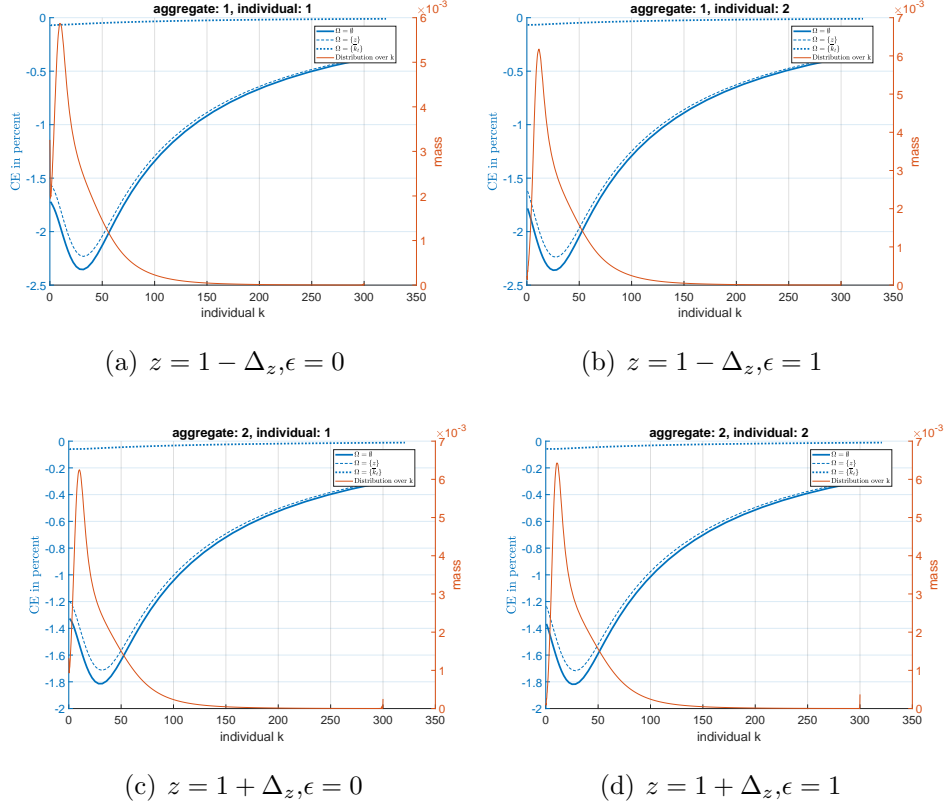 aggregate: 1, individual: 1
×10⁻³
CE in percent
0
-0.5
-1
-1.5
-2
-2.5
6
5
4
3
2
1
0
mass
Ω = ∅
Ω = {z}
Ω = {k̅ₜ}
Distribution over k
0 50 100 150 200 250 300 350
individual k
(a) z = 1 − Δ_z, ϵ = 0
aggregate: 1, individual: 2
×10⁻³
CE in percent
0
-0.5
-1
-1.5
-2
-2.5
7
6
5
4
3
2
1
0
mass
Ω = ∅
Ω = {z}
Ω = {k̅ₜ}
Distribution over k
0 50 100 150 200 250 300 350
individual k
(b) z = 1 − Δ_z, ϵ = 1
aggregate: 2, individual: 1
×10⁻³
CE in percent
0
-0.2
-0.4
-0.6
-0.8
-1
-1.2
-1.4
-1.6
-1.8
-2
7
6
5
4
3
2
1
0
mass
Ω = ∅
Ω = {z}
Ω = {k̅ₜ}
Distribution over k
0 50 100 150 200 250 300 350
individual k
(c) z = 1 + Δ_z, ϵ = 0
aggregate: 2, individual: 2
×10⁻³
CE in percent
0
-0.2
-0.4
-0.6
-0.8
-1
-1.2
-1.4
-1.6
-1.8
-2
7
6
5
4
3
2
1
0
mass
Ω = ∅
Ω = {z}
Ω = {k̅ₜ}
Distribution over k
0 50 100 150 200 250 300 350
individual k
(d) z = 1 + Δ_z, ϵ = 1